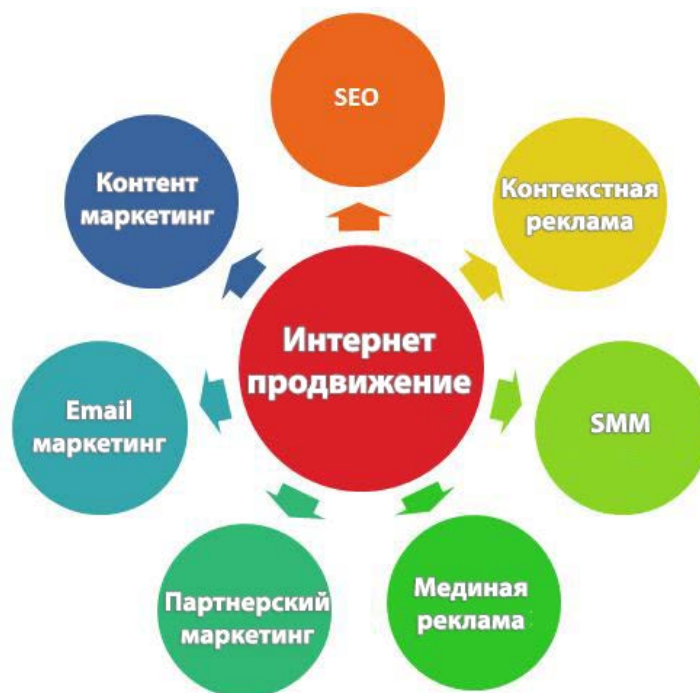 SEO
Контекстная
реклама
SMM
Мединая
реклама
Партнерский
маркетинг
Email
маркетинг
Контент
маркетинг
Интернет
продвижение